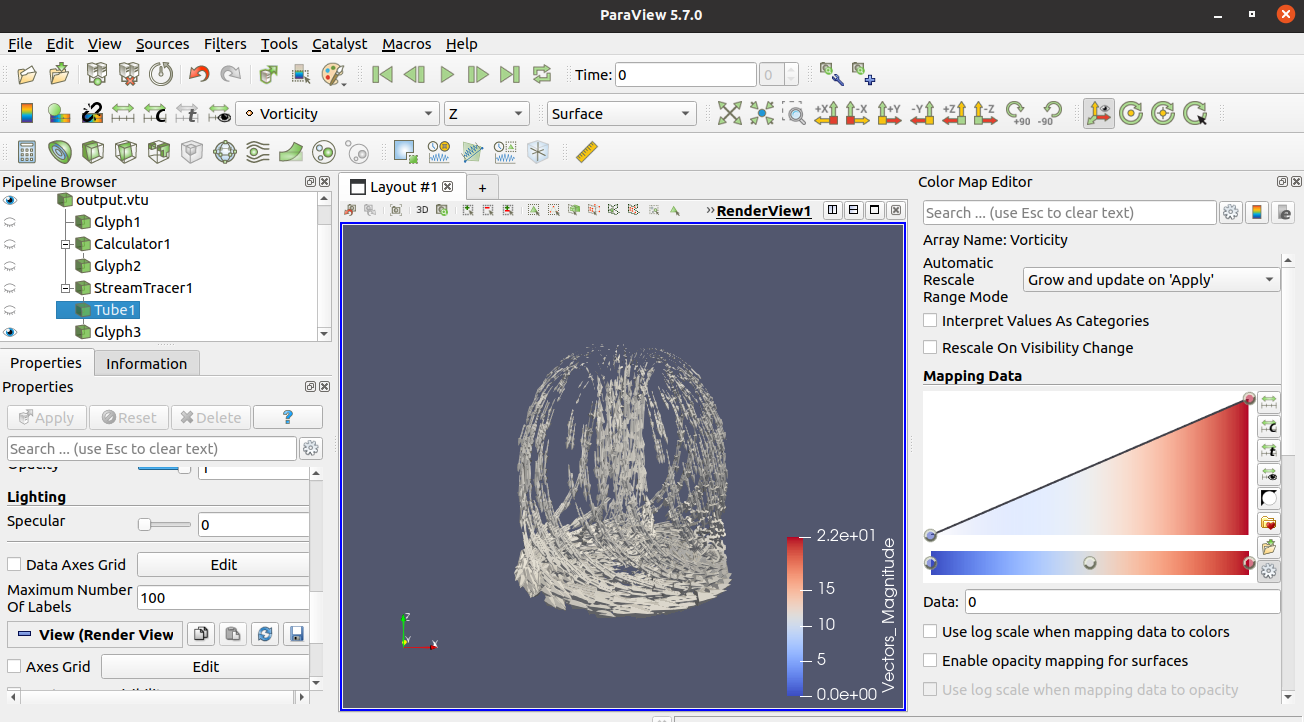 ParaView 5.7.0
File Edit View Sources Filters Tools Catalyst Macros Help
Time: 0 0
Vorticity Z Surface +X -X +Y -Y +Z -Z +90 -90
Pipeline Browser
output.vtu
Glyph1
Calculator1
Glyph2
StreamTracer1
Tube1
Glyph3
Properties Information
Properties
Apply Reset Delete ?
Search ... (use Esc to clear text)
Opacity 1
Lighting
Specular 0
Data Axes Grid Edit
Maximum Number
Of Labels 100
View (Render View
Axes Grid Edit
Layout #1 +
3D » RenderView1
2.2e+01
15
10
5
0.0e+00
Vectors_ Magnitude
Z
Y
X
Color Map Editor
Search ... (use Esc to clear text)
Array Name: Vorticity
Automatic
Rescale
Range Mode Grow and update on 'Apply'
Interpret Values As Categories
Rescale On Visibility Change
Mapping Data
Data: 0
Use log scale when mapping data to colors
Enable opacity mapping for surfaces
Use log scale when mapping data to opacity